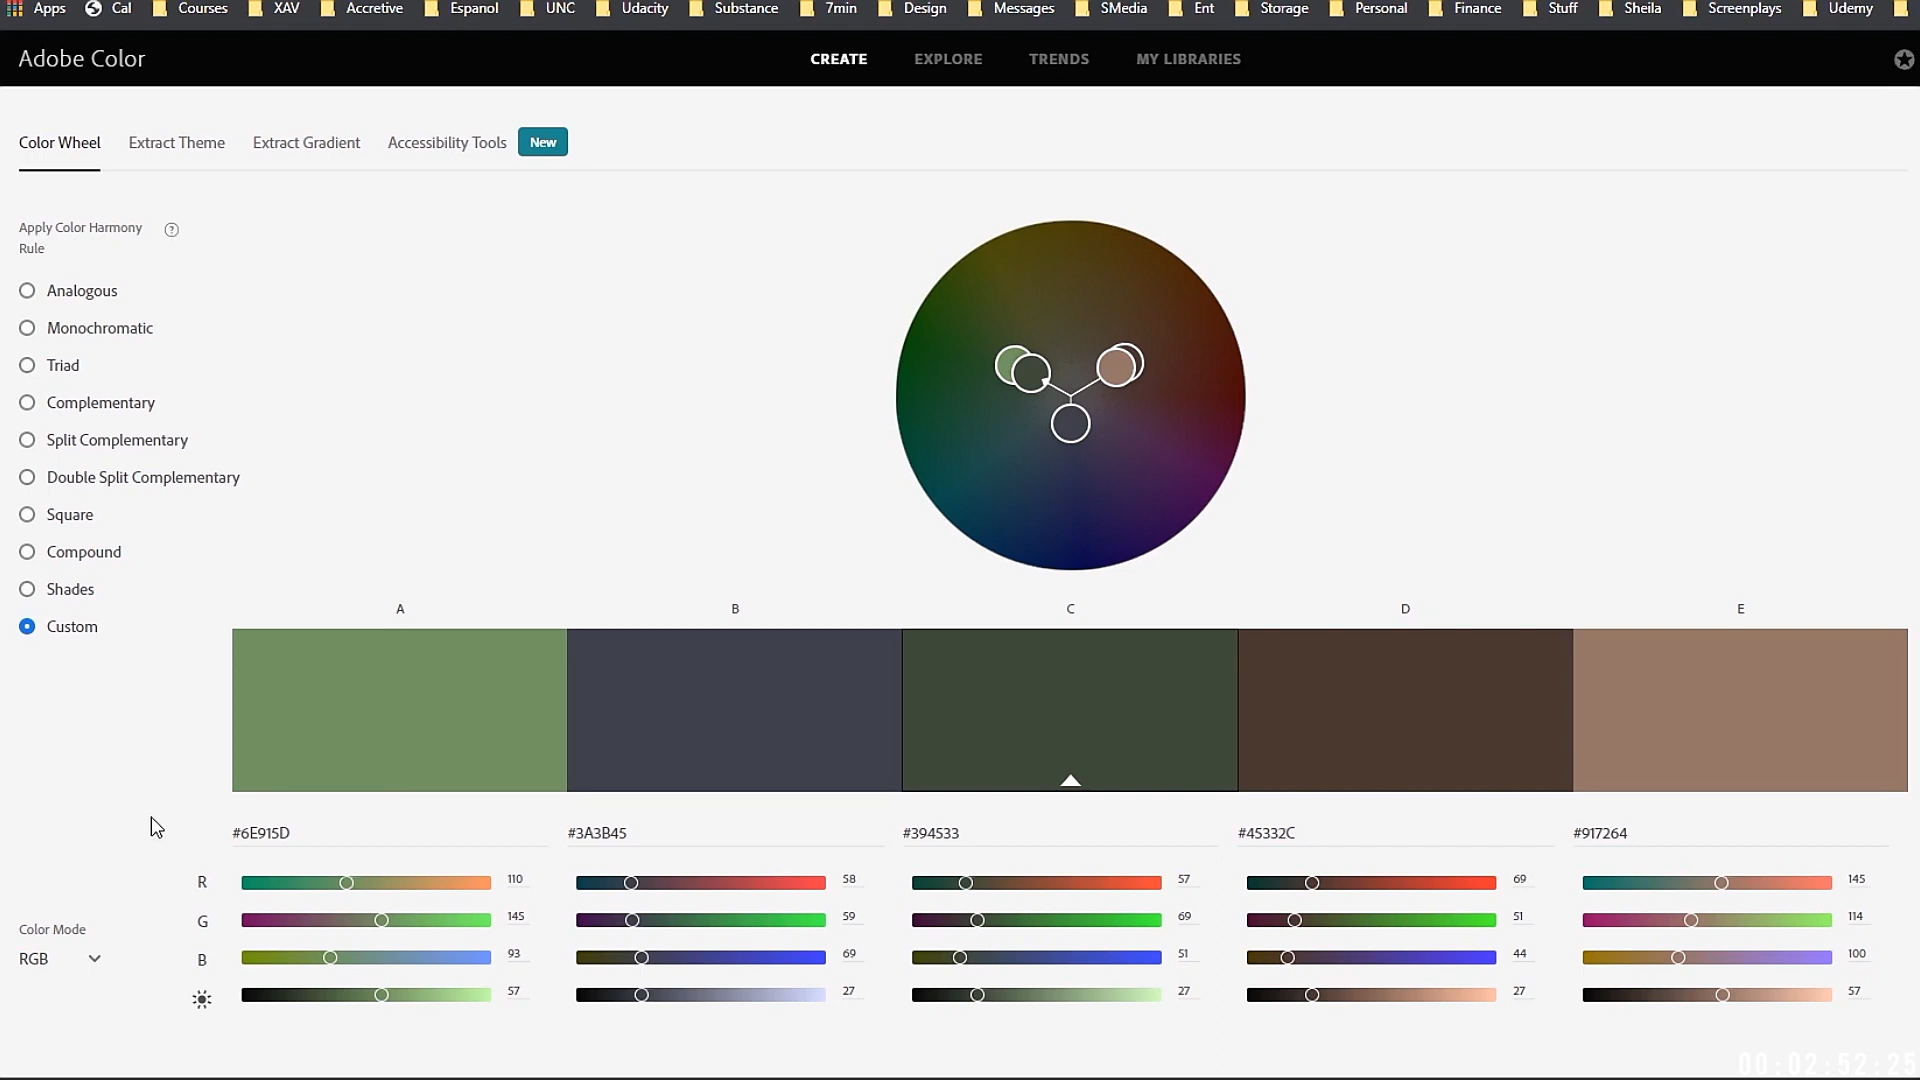 Apps Cal Courses XAV Accretive Espanol UNC Udacity Substance 7min Design Messages SMedia Ent Storage Personal Finance Stuff Sheila Screenplays Udemy
Adobe Color CREATE EXPLORE TRENDS MY LIBRARIES
Color Wheel Extract Theme Extract Gradient Accessibility Tools New
Apply Color Harmony
Rule
?
Analogous
Monochromatic
Triad
Complementary
Split Complementary
Double Split Complementary
Square
Compound
Shades
Custom
A B C D E
#6E915D #3A3B45 #394533 #45332C #917264
R 110 58 57 69 145
G 145 59 69 51 114
Color Mode
RGB
B 93 69 51 44 100
57 27 27 27 57
00:02:52:25